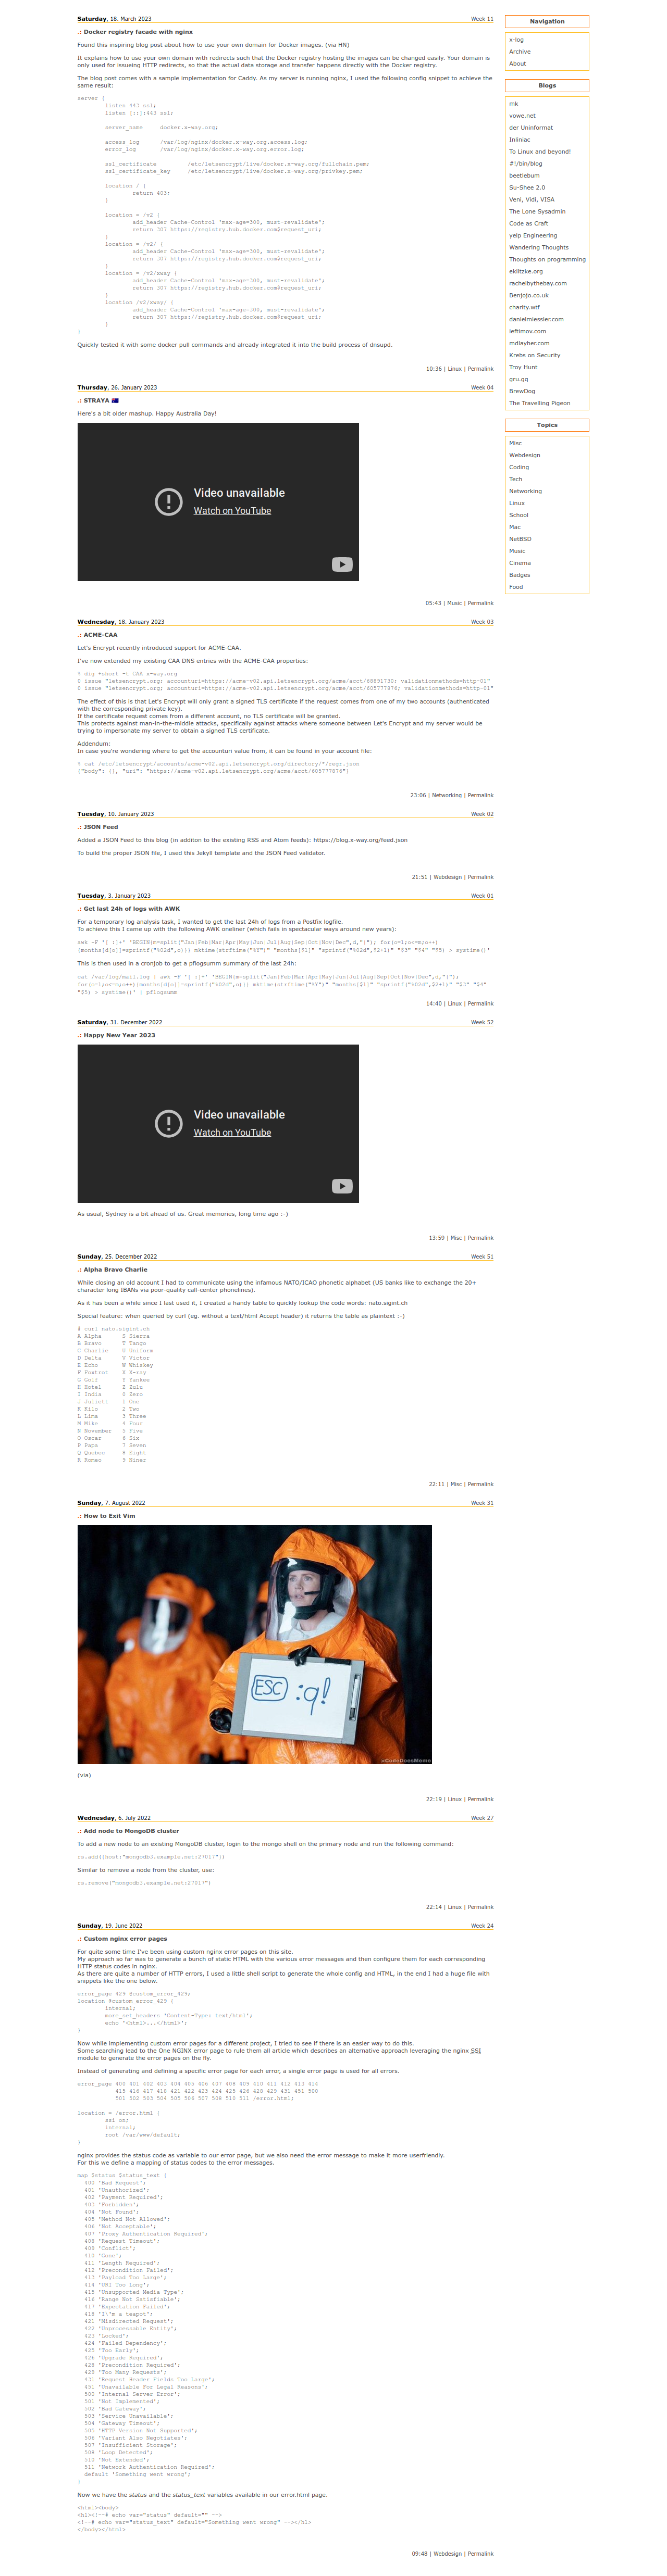 Saturday, 18. March 2023 Week 11
.: Docker registry facade with nginx
Found this inspiring blog post about how to use your own domain for Docker images. (via HN)
It explains how to use your own domain with redirects such that the Docker registry hosting the images can be changed easily. Your domain is
only used for issueing HTTP redirects, so that the actual data storage and transfer happens directly with the Docker registry.
The blog post comes with a sample implementation for Caddy. As my server is running nginx, I used the following config snippet to achieve the
same result:
server {
listen 443 ssl;
listen [::]:443 ssl;
server_name docker.x-way.org;
access_log /var/log/nginx/docker.x-way.org.access.log;
error_log /var/log/nginx/docker.x-way.org.error.log;
ssl_certificate /etc/letsencrypt/live/docker.x-way.org/fullchain.pem;
ssl_certificate_key /etc/letsencrypt/live/docker.x-way.org/privkey.pem;
location / {
return 403;
}
location = /v2 {
add_header Cache-Control 'max-age=300, must-revalidate';
return 307 https://registry.hub.docker.com$request_uri;
}
location = /v2/ {
add_header Cache-Control 'max-age=300, must-revalidate';
return 307 https://registry.hub.docker.com$request_uri;
}
location = /v2/xway {
add_header Cache-Control 'max-age=300, must-revalidate';
return 307 https://registry.hub.docker.com$request_uri;
}
location /v2/xway/ {
add_header Cache-Control 'max-age=300, must-revalidate';
return 307 https://registry.hub.docker.com$request_uri;
}
}
Quickly tested it with some docker pull commands and already integrated it into the build process of dnsupd.
10:36 | Linux | Permalink
Thursday, 26. January 2023 Week 04
.: STRAYA 🇦🇺
Here's a bit older mashup. Happy Australia Day!
Video unavailable
Watch on YouTube
05:43 | Music | Permalink
Wednesday, 18. January 2023 Week 03
.: ACME-CAA
Let's Encrypt recently introduced support for ACME-CAA.
I've now extended my existing CAA DNS entries with the ACME-CAA properties:
% dig +short -t CAA x-way.org
0 issue "letsencrypt.org; accounturi=https://acme-v02.api.letsencrypt.org/acme/acct/68891730; validationmethods=http-01"
0 issue "letsencrypt.org; accounturi=https://acme-v02.api.letsencrypt.org/acme/acct/605777876; validationmethods=http-01"
The effect of this is that Let's Encrypt will only grant a signed TLS certificate if the request comes from one of my two accounts (authenticated
with the corresponding private key).
If the certificate request comes from a different account, no TLS certificate will be granted.
This protects against man-in-the-middle attacks, specifically against attacks where someone between Let's Encrypt and my server would be
trying to impersonate my server to obtain a signed TLS certificate.
Addendum:
In case you're wondering where to get the accounturi value from, it can be found in your account file:
% cat /etc/letsencrypt/accounts/acme-v02.api.letsencrypt.org/directory/*/regr.json
{"body": {}, "uri": "https://acme-v02.api.letsencrypt.org/acme/acct/605777876"}
23:06 | Networking | Permalink
Tuesday, 10. January 2023 Week 02
.: JSON Feed
Added a JSON Feed to this blog (in additon to the existing RSS and Atom feeds): https://blog.x-way.org/feed.json
To build the proper JSON file, I used this Jekyll template and the JSON Feed validator.
21:51 | Webdesign | Permalink
Tuesday, 3. January 2023 Week 01
.: Get last 24h of logs with AWK
For a temporary log analysis task, I wanted to get the last 24h of logs from a Postfix logfile.
To achieve this I came up with the following AWK oneliner (which fails in spectacular ways around new years):
awk -F '[ :]+' 'BEGIN{m=split("Jan|Feb|Mar|Apr|May|Jun|Jul|Aug|Sep|Oct|Nov|Dec",d,"|"); for(o=1;o<=m;o++)
{months[d[o]]=sprintf("%02d",o)}} mktime(strftime("%Y")" "months[$1]" "sprintf("%02d",$2+1)" "$3" "$4" "$5) > systime()'
This is then used in a cronjob to get a pflogsumm summary of the last 24h:
cat /var/log/mail.log | awk -F '[ :]+' 'BEGIN{m=split("Jan|Feb|Mar|Apr|May|Jun|Jul|Aug|Sep|Oct|Nov|Dec",d,"|");
for(o=1;o<=m;o++){months[d[o]]=sprintf("%02d",o)}} mktime(strftime("%Y")" "months[$1]" "sprintf("%02d",$2+1)" "$3" "$4"
"$5) > systime()' | pflogsumm
14:40 | Linux | Permalink
Saturday, 31. December 2022 Week 52
.: Happy New Year 2023
Video unavailable
Watch on YouTube
As usual, Sydney is a bit ahead of us. Great memories, long time ago :-)
13:59 | Misc | Permalink
Sunday, 25. December 2022 Week 51
.: Alpha Bravo Charlie
While closing an old account I had to communicate using the infamous NATO/ICAO phonetic alphabet (US banks like to exchange the 20+
character long IBANs via poor-quality call-center phonelines).
As it has been a while since I last used it, I created a handy table to quickly lookup the code words: nato.sigint.ch
Special feature: when queried by curl (eg. without a text/html Accept header) it returns the table as plaintext :-)
# curl nato.sigint.ch
A Alpha S Sierra
B Bravo T Tango
C Charlie U Uniform
D Delta V Victor
E Echo W Whiskey
F Foxtrot X X-ray
G Golf Y Yankee
H Hotel Z Zulu
I India 0 Zero
J Juliett 1 One
K Kilo 2 Two
L Lima 3 Three
M Mike 4 Four
N November 5 Five
O Oscar 6 Six
P Papa 7 Seven
Q Quebec 8 Eight
R Romeo 9 Niner
22:11 | Misc | Permalink
Sunday, 7. August 2022 Week 31
.: How to Exit Vim
ESC :q!
(via)
22:19 | Linux | Permalink
Wednesday, 6. July 2022 Week 27
.: Add node to MongoDB cluster
To add a new node to an existing MongoDB cluster, login to the mongo shell on the primary node and run the following command:
rs.add({host:"mongodb3.example.net:27017"})
Similar to remove a node from the cluster, use:
rs.remove("mongodb3.example.net:27017")
22:14 | Linux | Permalink
Sunday, 19. June 2022 Week 24
.: Custom nginx error pages
For quite some time I've been using custom nginx error pages on this site.
My approach so far was to generate a bunch of static HTML with the various error messages and then configure them for each corresponding
HTTP status codes in nginx.
As there are quite a number of HTTP errors, I used a little shell script to generate the whole config and HTML, in the end I had a huge file with
snippets like the one below.
error_page 429 @custom_error_429;
location @custom_error_429 {
internal;
more_set_headers 'Content-Type: text/html';
echo '<html>...</html>';
}
Now while implementing custom error pages for a different project, I tried to see if there is an easier way to do this.
Some searching lead to the One NGINX error page to rule them all article which describes an alternative approach leveraging the nginx SSI
module to generate the error pages on the fly.
Instead of generating and defining a specific error page for each error, a single error page is used for all errors.
error_page 400 401 402 403 404 405 406 407 408 409 410 411 412 413 414
415 416 417 418 421 422 423 424 425 426 428 429 431 451 500
501 502 503 504 505 506 507 508 510 511 /error.html;
location = /error.html {
ssi on;
internal;
root /var/www/default;
}
nginx provides the status code as variable to our error page, but we also need the error message to make it more userfriendly.
For this we define a mapping of status codes to the error messages.
map $status $status_text {
400 'Bad Request';
401 'Unauthorized';
402 'Payment Required';
403 'Forbidden';
404 'Not Found';
405 'Method Not Allowed';
406 'Not Acceptable';
407 'Proxy Authentication Required';
408 'Request Timeout';
409 'Conflict';
410 'Gone';
411 'Length Required';
412 'Precondition Failed';
413 'Payload Too Large';
414 'URI Too Long';
415 'Unsupported Media Type';
416 'Range Not Satisfiable';
417 'Expectation Failed';
418 'I\'m a teapot';
421 'Misdirected Request';
422 'Unprocessable Entity';
423 'Locked';
424 'Failed Dependency';
425 'Too Early';
426 'Upgrade Required';
428 'Precondition Required';
429 'Too Many Requests';
431 'Request Header Fields Too Large';
451 'Unavailable For Legal Reasons';
500 'Internal Server Error';
501 'Not Implemented';
502 'Bad Gateway';
503 'Service Unavailable';
504 'Gateway Timeout';
505 'HTTP Version Not Supported';
506 'Variant Also Negotiates';
507 'Insufficient Storage';
508 'Loop Detected';
510 'Not Extended';
511 'Network Authentication Required';
default 'Something went wrong';
}
Now we have the status and the status_text variables available in our error.html page.
<html><body>
<h1><!--# echo var="status" default="" -->
<!--# echo var="status_text" default="Something went wrong" --></h1>
</body></html>
09:48 | Webdesign | Permalink
Navigation
x-log
Archive
About
Blogs
mk
vowe.net
der Uninformat
Inliniac
To Linux and beyond!
#!/bin/blog
beetlebum
Su-Shee 2.0
Veni, Vidi, VISA
The Lone Sysadmin
Code as Craft
yelp Engineering
Wandering Thoughts
Thoughts on programming
eklitzke.org
rachelbythebay.com
Benjojo.co.uk
charity.wtf
danielmiessler.com
ieftimov.com
mdlayher.com
Krebs on Security
Troy Hunt
gru.gq
BrewDog
The Travelling Pigeon
Topics
Misc
Webdesign
Coding
Tech
Networking
Linux
School
Mac
NetBSD
Music
Cinema
Badges
Food